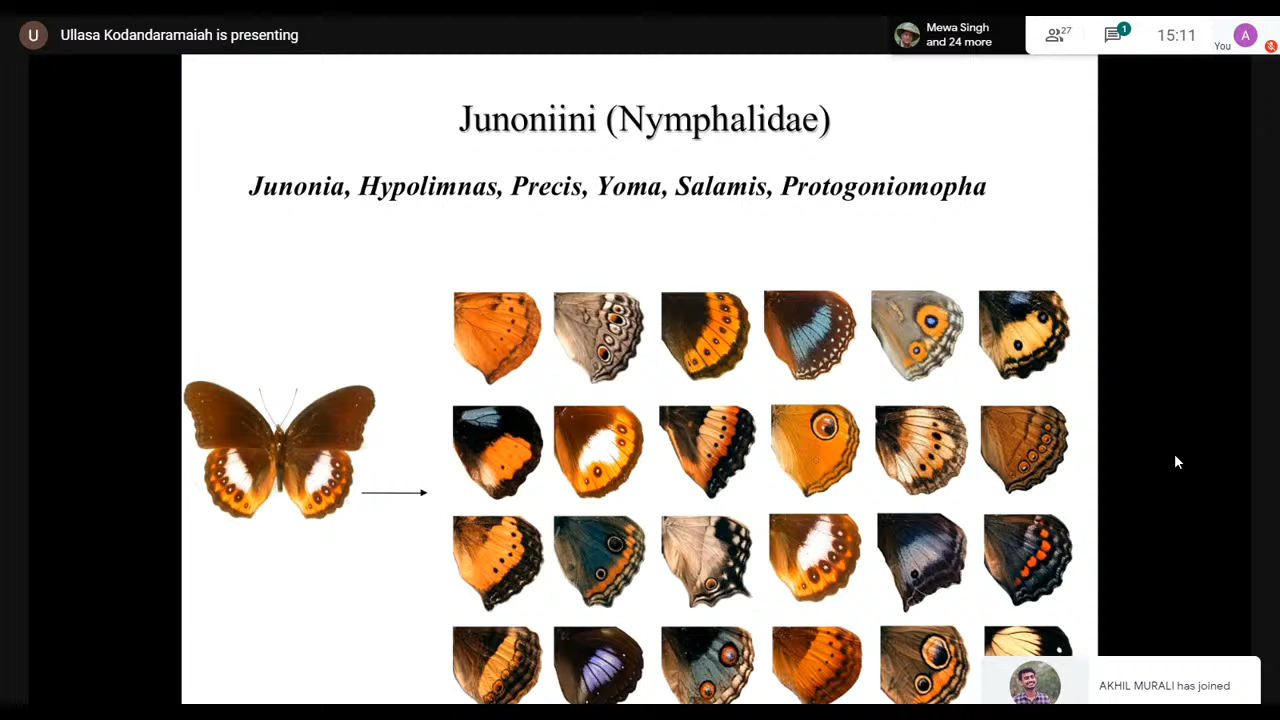 U Ullasa Kodandaramaiah is presenting
Mewa Singh
and 24 more
27
1
15:11
You
A
Junoniini (Nymphalidae)
Junonia, Hypolimnas, Precis, Yoma, Salamis, Protogoniomopha
AKHIL MURALI has joined